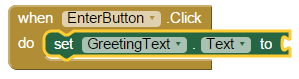 when EnterButton .Click
do set GreetingText . Text to